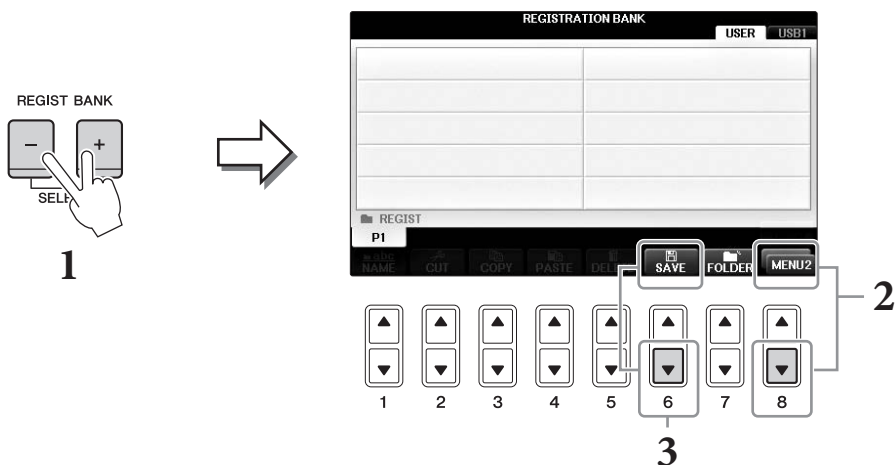 REGISTRATION BANK
USER USB1
REGIST BANK
- +
1
REGIST
P1
NAME CUT COPY PASTE SAVE FOLDER MENU2
2
1 2 3 4 5 6 7 8
3